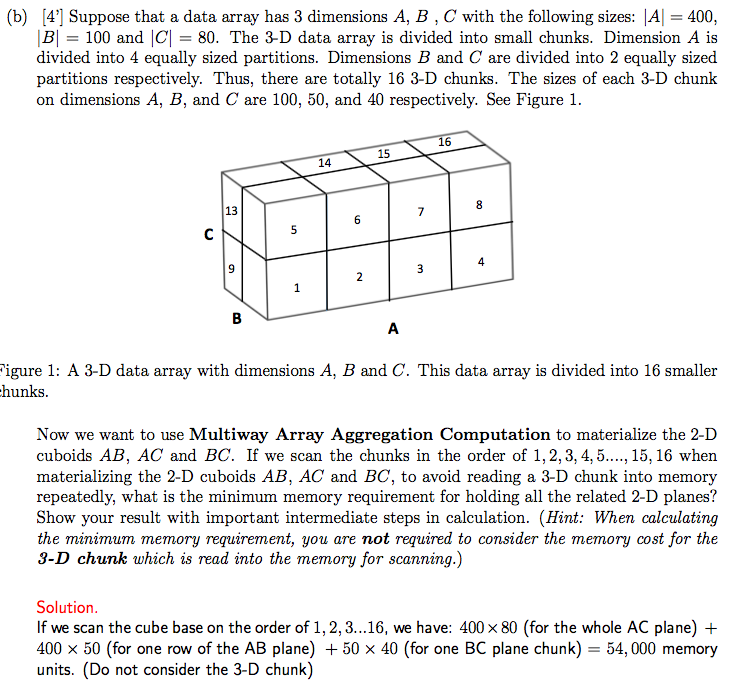 (b) [4'] Suppose that a data array has 3 dimensions A, B , C with the following sizes: |A| = 400,
|B| = 100 and |C| = 80. The 3-D data array is divided into small chunks. Dimension A is
divided into 4 equally sized partitions. Dimensions B and C are divided into 2 equally sized
partitions respectively. Thus, there are totally 16 3-D chunks. The sizes of each 3-D chunk
on dimensions A, B, and C are 100, 50, and 40 respectively. See Figure 1.
16
15
14
13
8
7
6
5
C
9
4
3
2
1
B
A
Figure 1: A 3-D data array with dimensions A, B and C. This data array is divided into 16 smaller
chunks.
Now we want to use Multiway Array Aggregation Computation to materialize the 2-D
cuboids AB, AC and BC. If we scan the chunks in the order of 1, 2, 3, 4, 5...., 15, 16 when
materializing the 2-D cuboids AB, AC and BC, to avoid reading a 3-D chunk into memory
repeatedly, what is the minimum memory requirement for holding all the related 2-D planes?
Show your result with important intermediate steps in calculation. (Hint: When calculating
the minimum memory requirement, you are not required to consider the memory cost for the
3-D chunk which is read into the memory for scanning.)
Solution.
If we scan the cube base on the order of 1, 2, 3...16, we have: 400 × 80 (for the whole AC plane) +
400 × 50 (for one row of the AB plane) + 50 × 40 (for one BC plane chunk) = 54, 000 memory
units. (Do not consider the 3-D chunk)